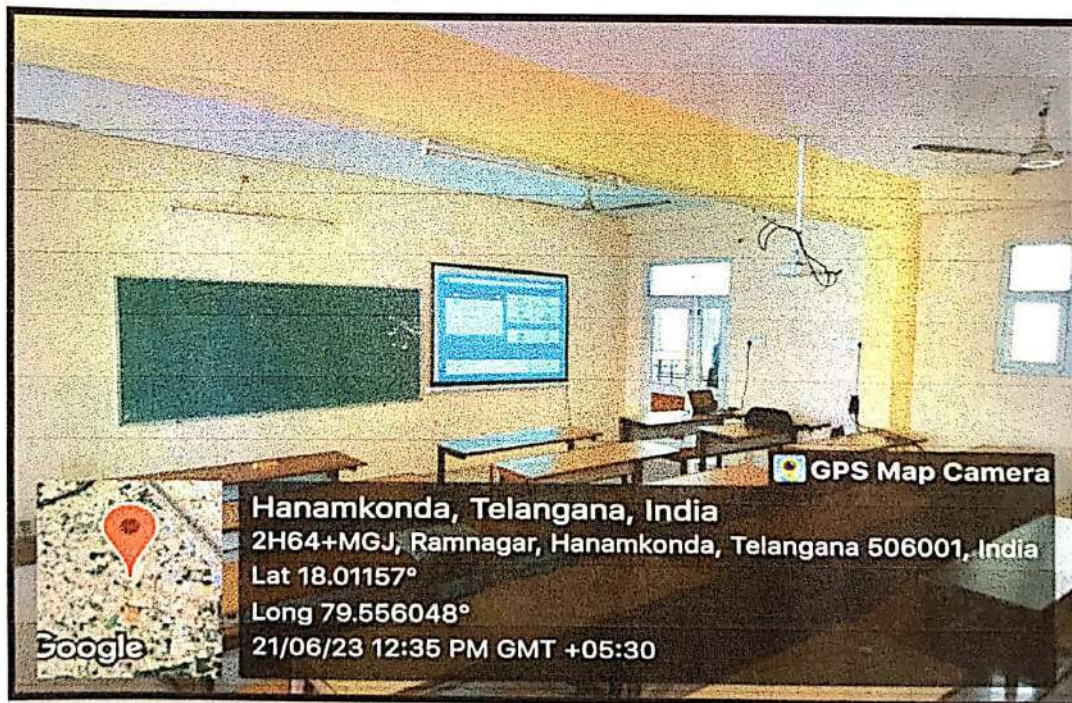 GPS Map Camera
Hanamkonda, Telangana, India
2H64+MGJ, Ramnagar, Hanamkonda, Telangana 506001, India
Lat 18.01157°
Long 79.556048°
21/06/23 12:35 PM GMT +05:30
Google